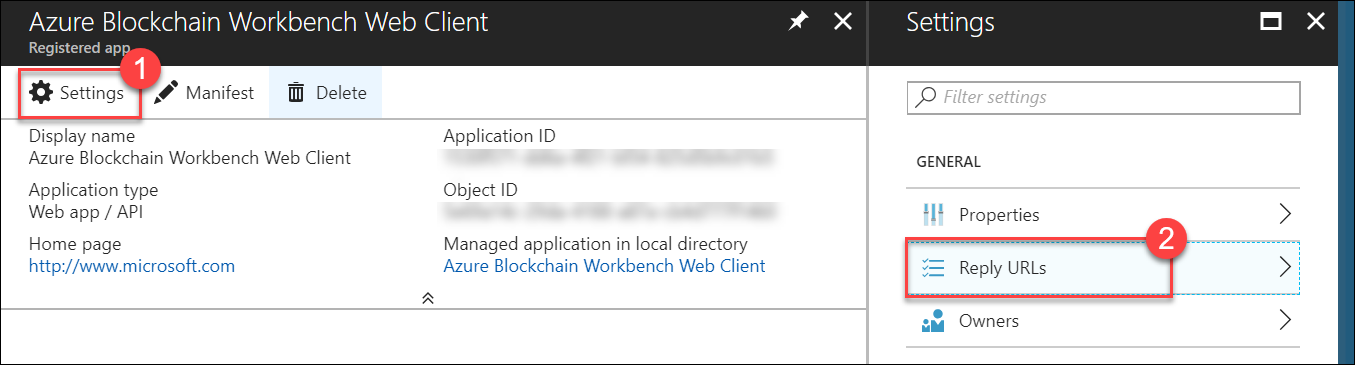 Azure Blockchain Workbench Web Client
Registered app
1
Settings
Manifest
Delete
Display name
Azure Blockchain Workbench Web Client
Application ID
Application type
Web app / API
Object ID
Home page
http://www.microsoft.com
Managed application in local directory
Azure Blockchain Workbench Web Client
Settings
Filter settings
GENERAL
Properties
2
Reply URLs
Owners